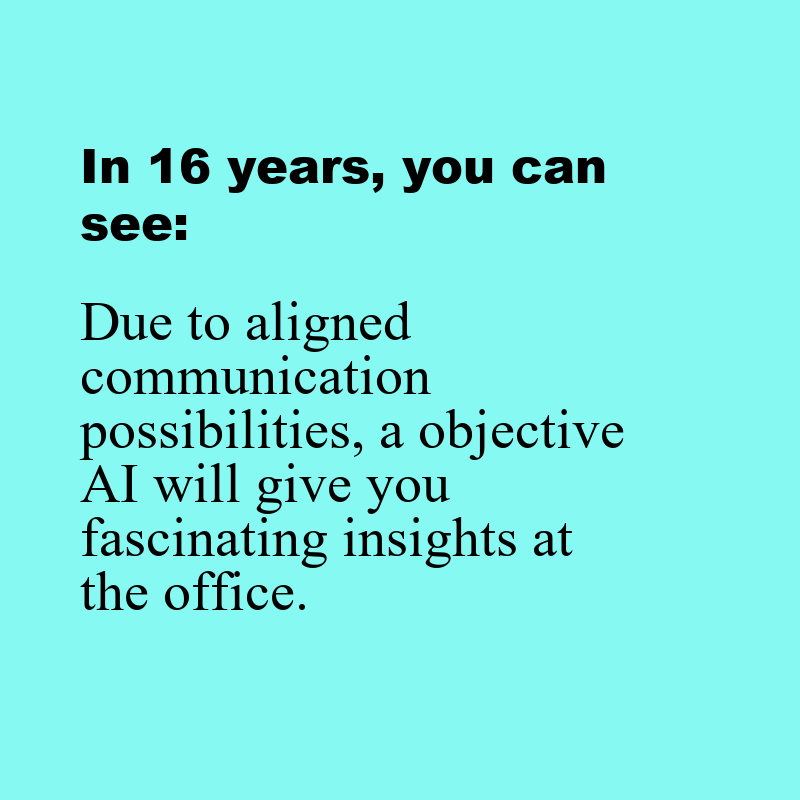 In 16 years, you can
see:
Due to aligned
communication
possibilities, a objective
AI will give you
fascinating insights at
the office.